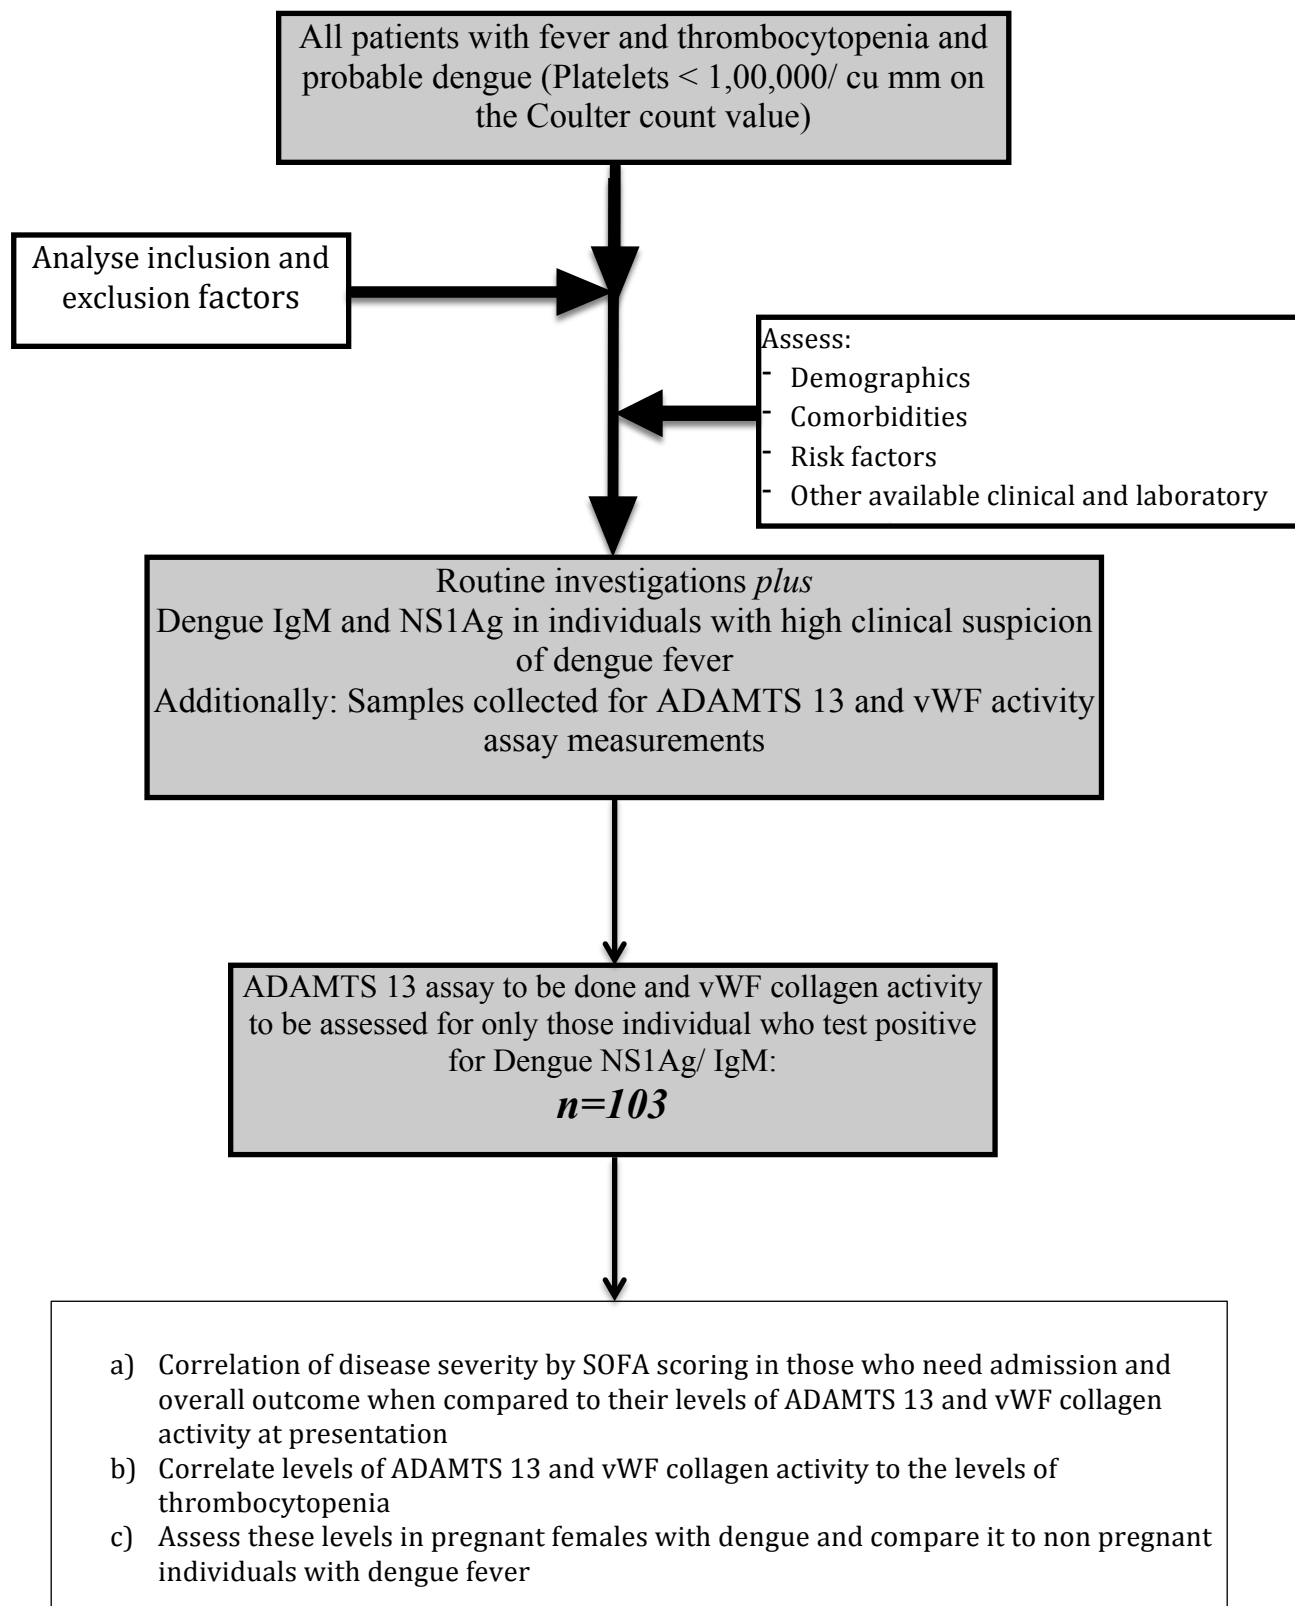 All patients with fever and thrombocytopenia and
probable dengue (Platelets < 1,00,000/ cu mm on
the Coulter count value)
Analyse inclusion and
exclusion factors
Assess:
- Demographics
- Comorbidities
- Risk factors
- Other available clinical and laboratory
Routine investigations plus
Dengue IgM and NS1Ag in individuals with high clinical suspicion
of dengue fever
Additionally: Samples collected for ADAMTS 13 and vWF activity
assay measurements
ADAMTS 13 assay to be done and vWF collagen activity
to be assessed for only those individual who test positive
for Dengue NS1Ag/ IgM:
n=103
a) Correlation of disease severity by SOFA scoring in those who need admission and
overall outcome when compared to their levels of ADAMTS 13 and vWF collagen
activity at presentation
b) Correlate levels of ADAMTS 13 and vWF collagen activity to the levels of
thrombocytopenia
c) Assess these levels in pregnant females with dengue and compare it to non pregnant
individuals with dengue fever